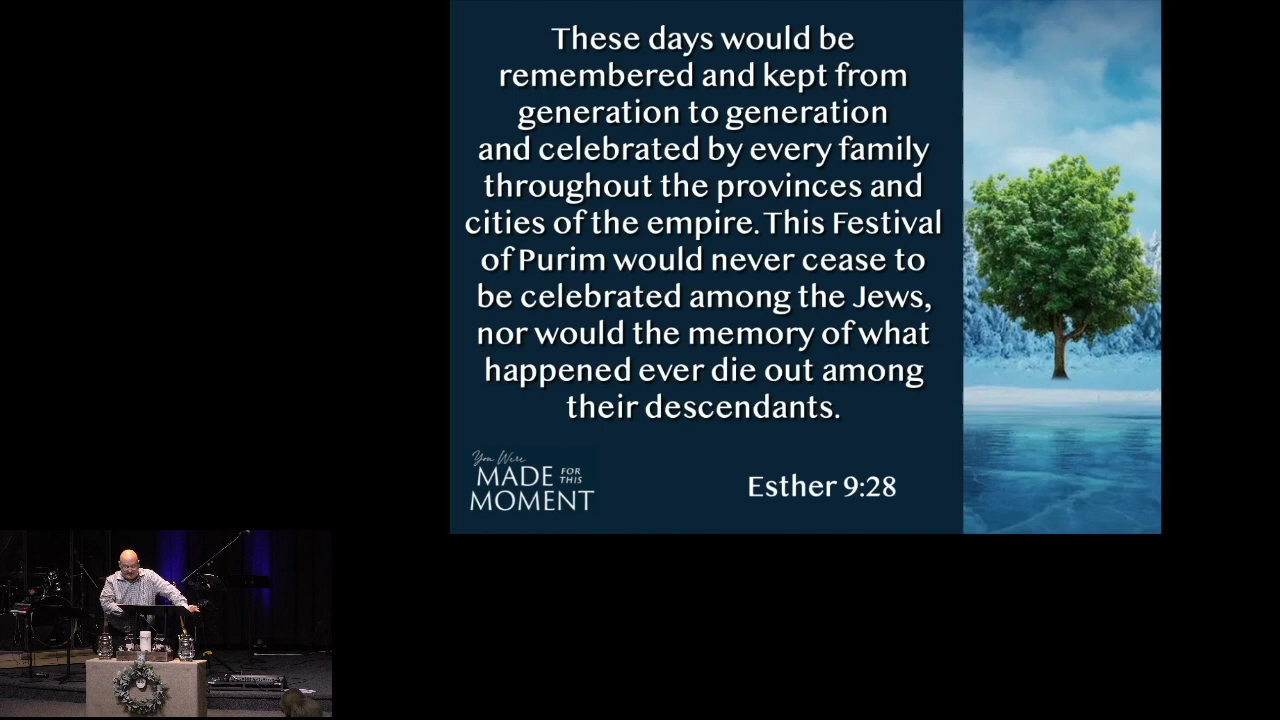 These days would be
remembered and kept from
generation to generation
and celebrated by every family
throughout the provinces and
cities of the empire. This Festival
of Purim would never cease to
be celebrated among the Jews,
nor would the memory of what
happened ever die out among
their descendants.
You Were
MADE FOR THIS
MOMENT
Esther 9:28